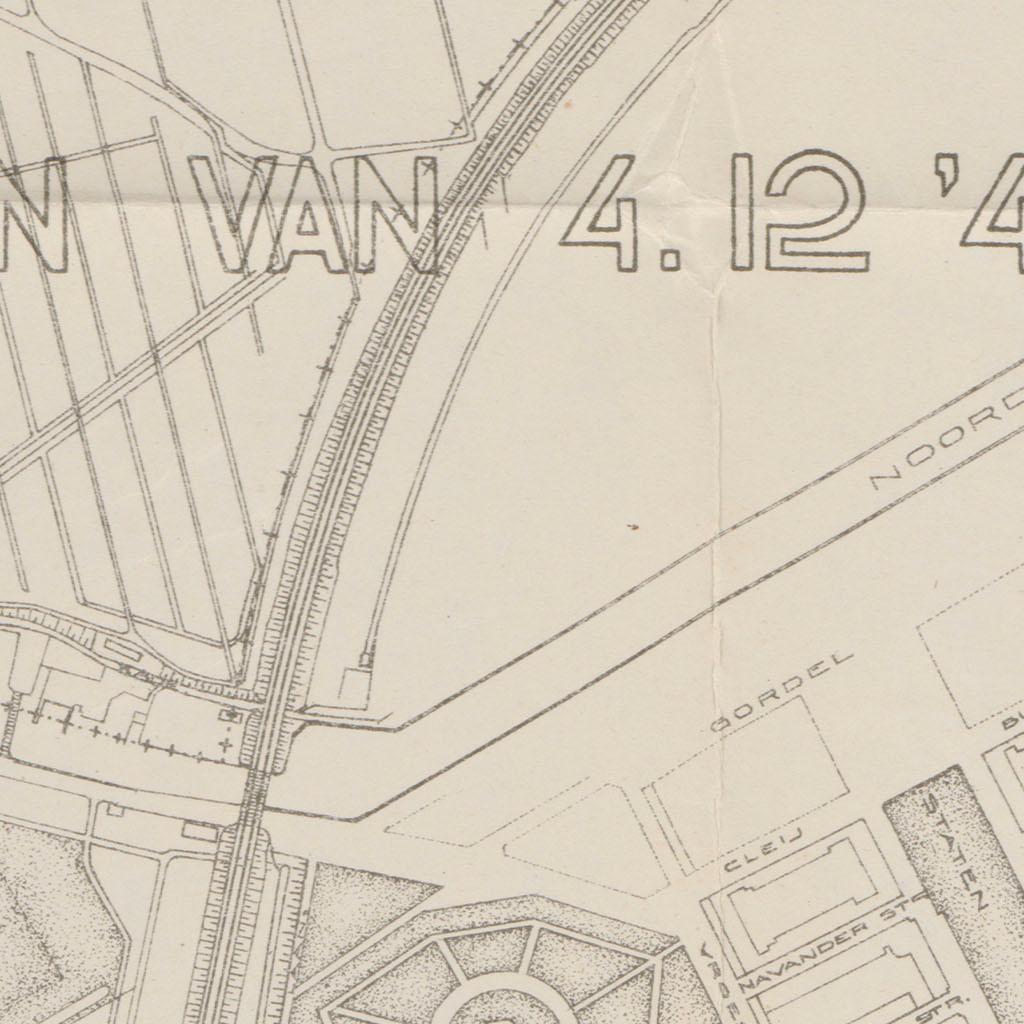 N VAN 4.12 '4
NOORD
GORDEL
CLEIJ
STATEN
NAVANDER STR.
STR.